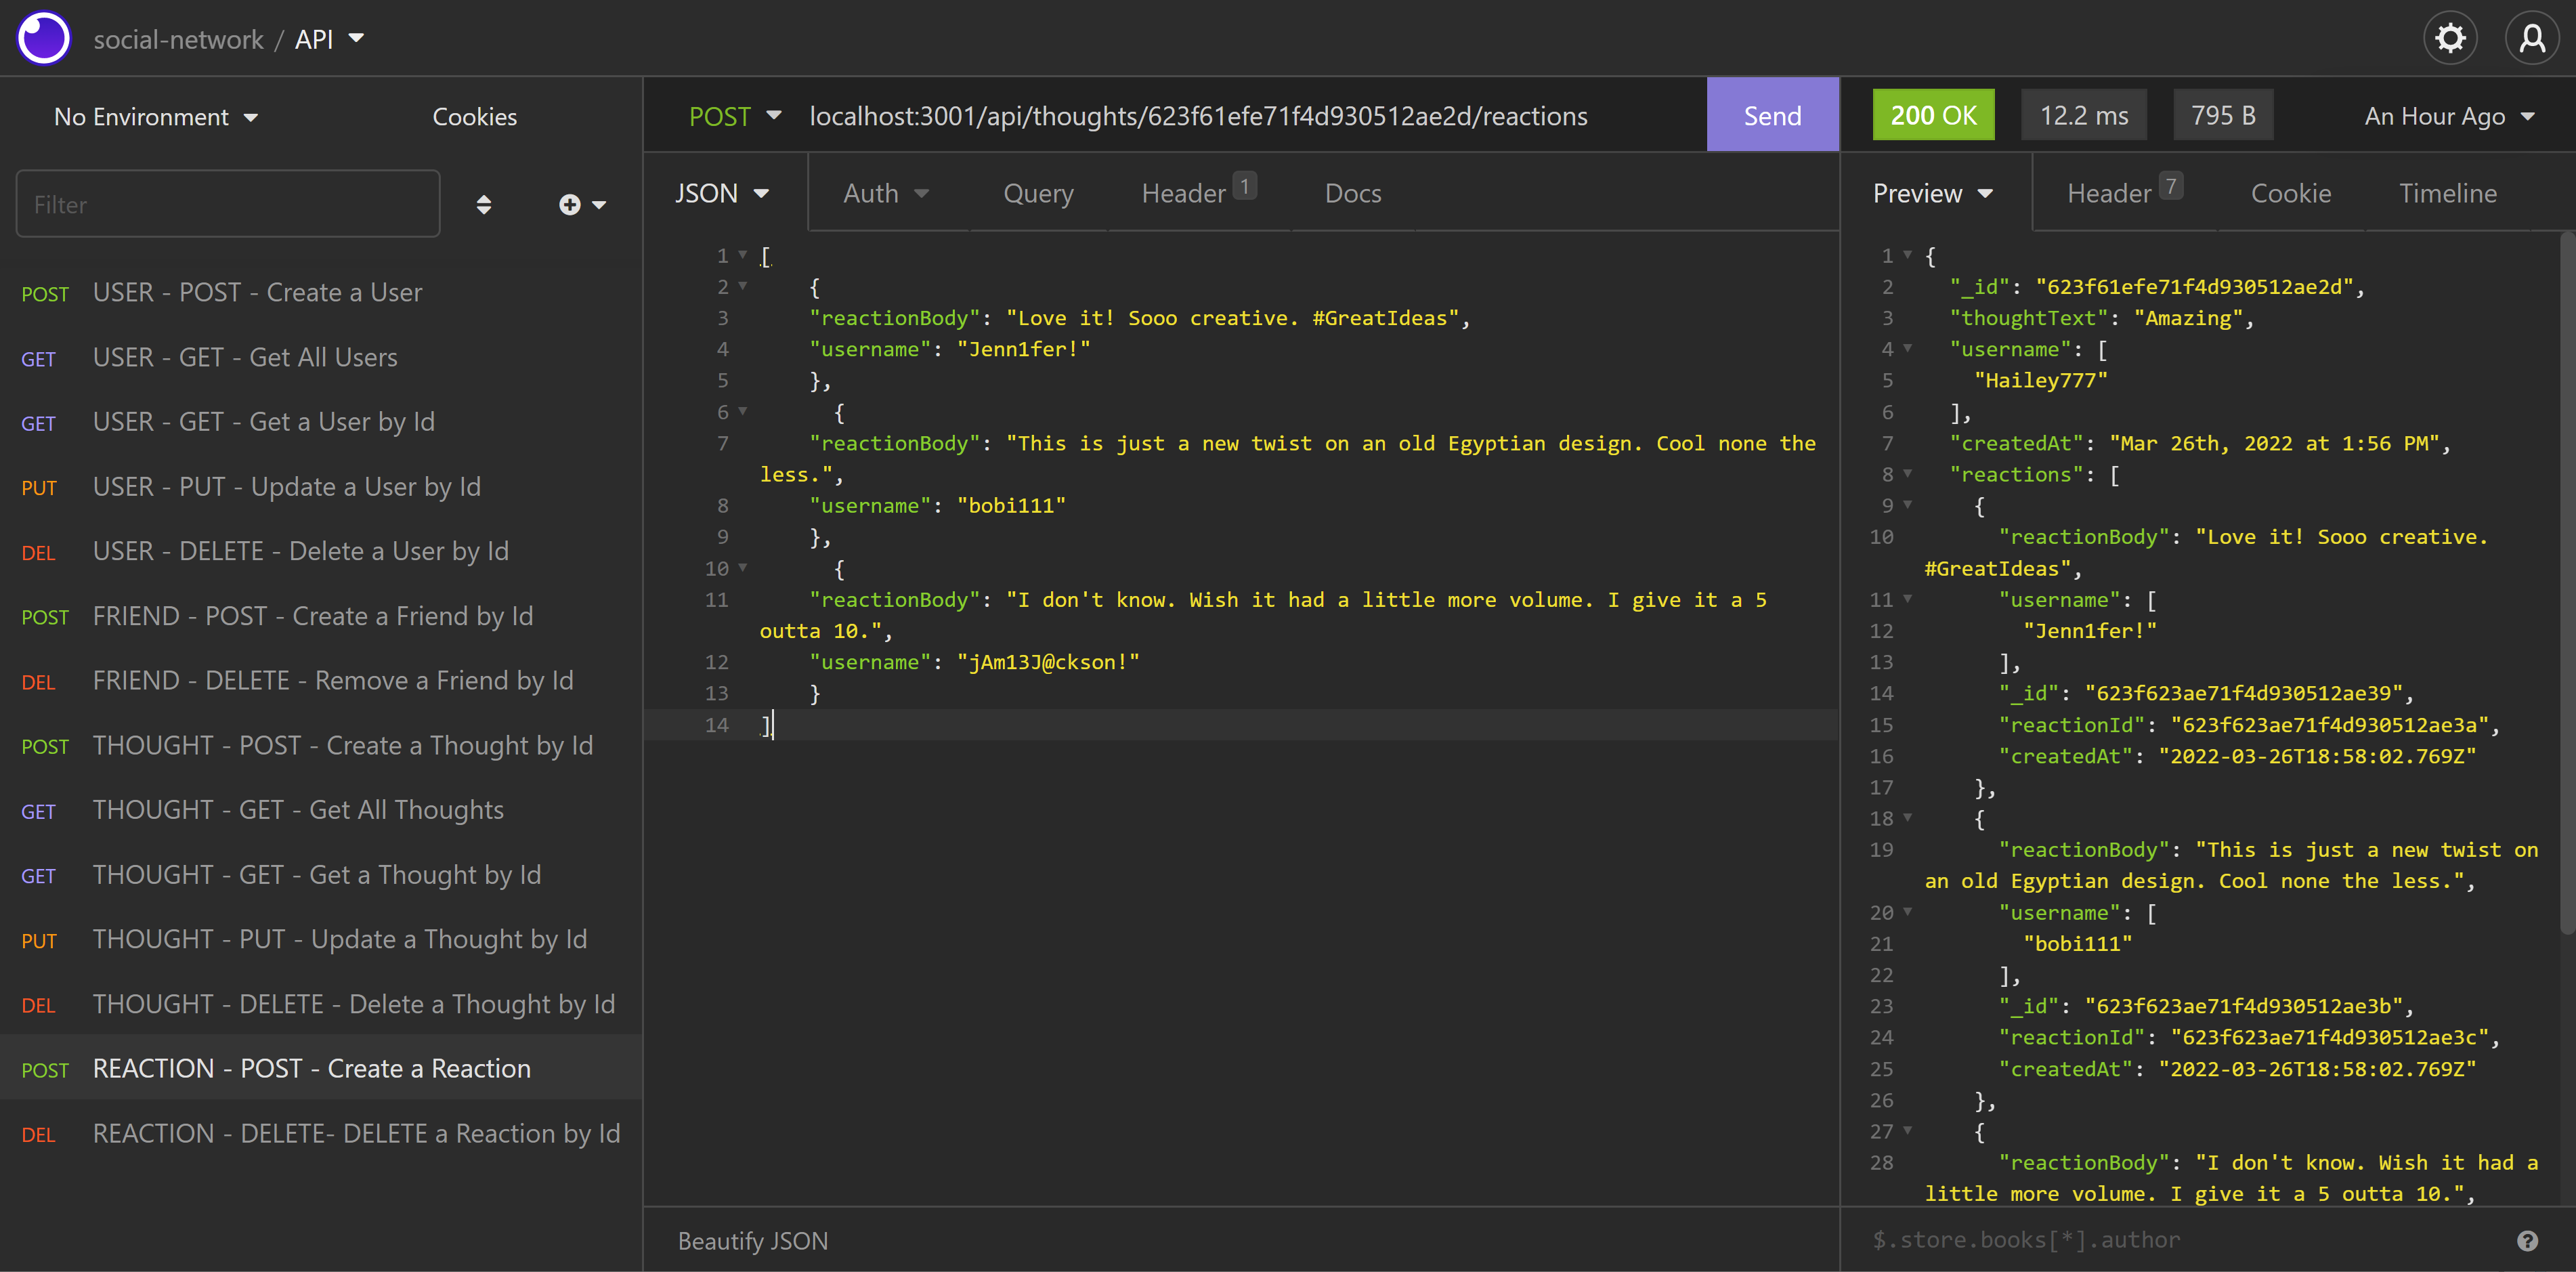 social-network / API
No Environment
Cookies
Filter
POST USER - POST - Create a User
GET USER - GET - Get All Users
GET USER - GET - Get a User by Id
PUT USER - PUT - Update a User by Id
DEL USER - DELETE - Delete a User by Id
POST FRIEND - POST - Create a Friend by Id
DEL FRIEND - DELETE - Remove a Friend by Id
POST THOUGHT - POST - Create a Thought by Id
GET THOUGHT - GET - Get All Thoughts
GET THOUGHT - GET - Get a Thought by Id
PUT THOUGHT - PUT - Update a Thought by Id
DEL THOUGHT - DELETE - Delete a Thought by Id
POST REACTION - POST - Create a Reaction
DEL REACTION - DELETE- DELETE a Reaction by Id
POST localhost:3001/api/thoughts/623f61efe71f4d930512ae2d/reactions Send
JSON Auth Query Header 1 Docs
1 [
2 {
3 "reactionBody": "Love it! Sooo creative. #GreatIdeas",
4 "username": "Jenn1fer!"
5 },
6 {
7 "reactionBody": "This is just a new twist on an old Egyptian design. Cool none the
less.",
8 "username": "bobi111"
9 },
10 {
11 "reactionBody": "I don't know. Wish it had a little more volume. I give it a 5
outta 10.",
12 "username": "jAm13J@ckson!"
13 }
14 ]
Beautify JSON
200 OK 12.2 ms 795 B An Hour Ago
Preview Header 7 Cookie Timeline
1 {
2 "_id": "623f61efe71f4d930512ae2d",
3 "thoughtText": "Amazing",
4 "username": [
5 "Hailey777"
6 ],
7 "createdAt": "Mar 26th, 2022 at 1:56 PM",
8 "reactions": [
9 {
10 "reactionBody": "Love it! Sooo creative.
#GreatIdeas",
11 "username": [
12 "Jenn1fer!"
13 ],
14 "_id": "623f623ae71f4d930512ae39",
15 "reactionId": "623f623ae71f4d930512ae3a",
16 "createdAt": "2022-03-26T18:58:02.769Z"
17 },
18 {
19 "reactionBody": "This is just a new twist on
an old Egyptian design. Cool none the less.",
20 "username": [
21 "bobi111"
22 ],
23 "_id": "623f623ae71f4d930512ae3b",
24 "reactionId": "623f623ae71f4d930512ae3c",
25 "createdAt": "2022-03-26T18:58:02.769Z"
26 },
27 {
28 "reactionBody": "I don't know. Wish it had a
little more volume. I give it a 5 outta 10.",
$.store.books[*].author